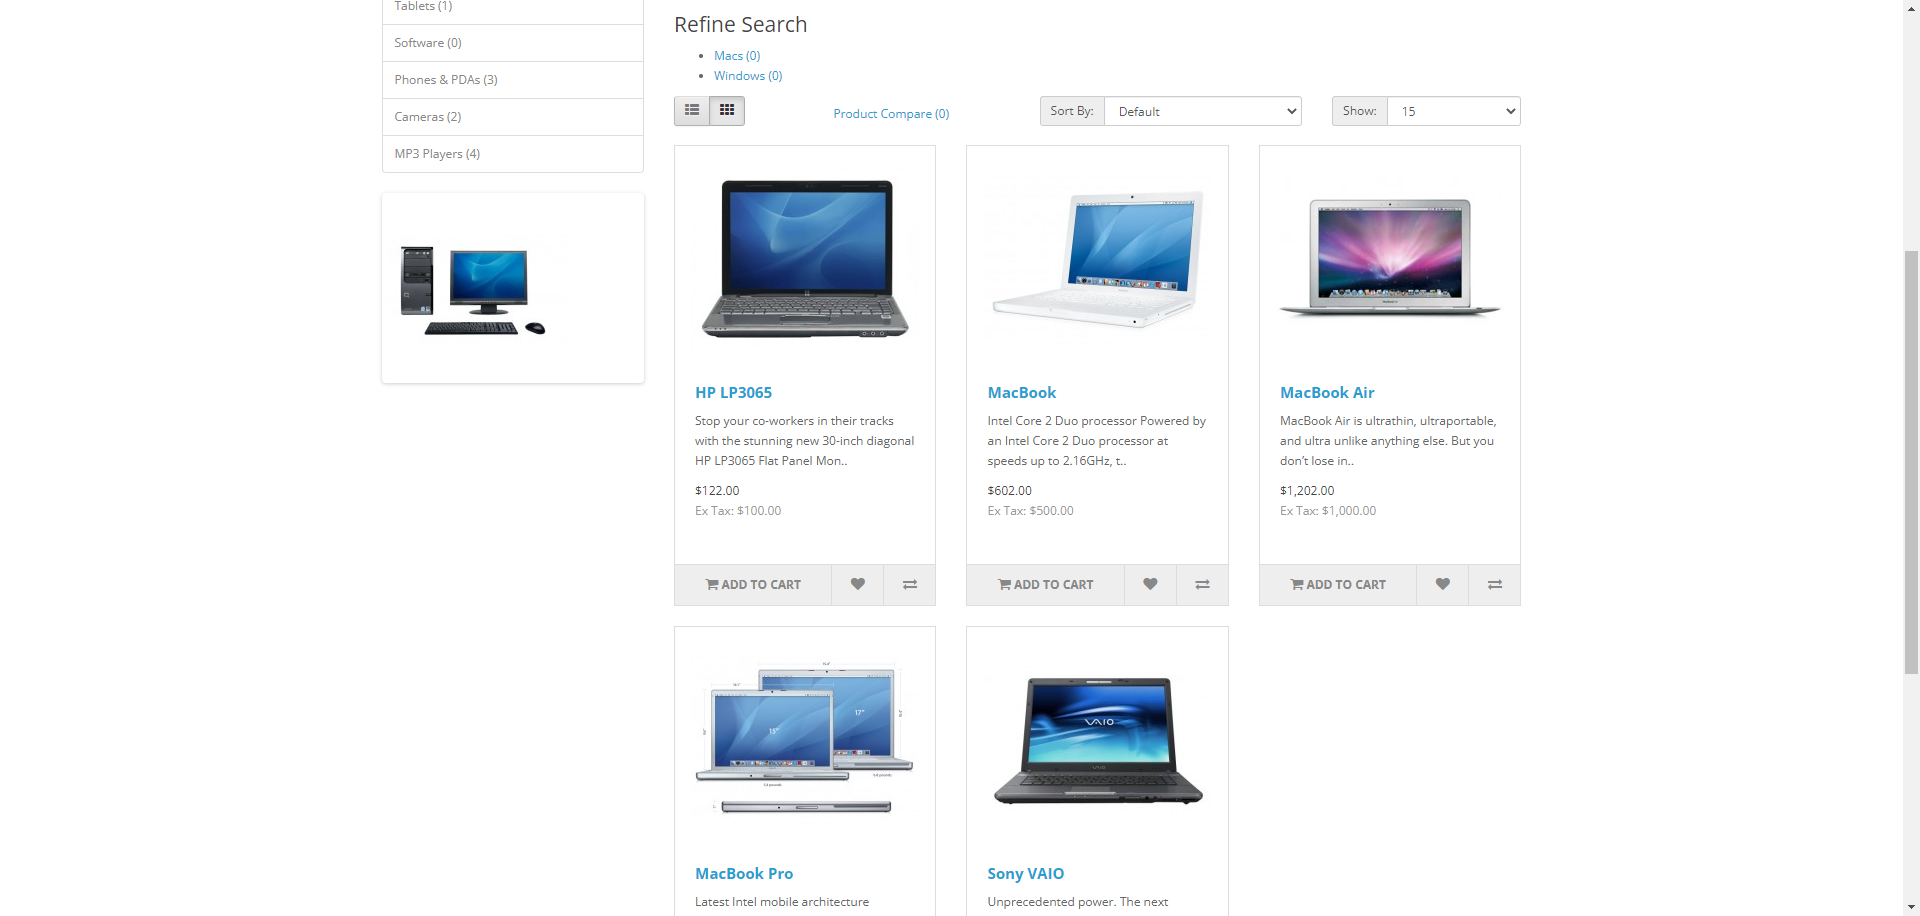 Tablets (1)
Software (0)
Phones & PDAs (3)
Cameras (2)
MP3 Players (4)
Refine Search
Macs (0)
Windows (0)
Product Compare (0)
Sort By:
Default
Show:
15
HP LP3065
Stop your co-workers in their tracks
with the stunning new 30-inch diagonal
HP LP3065 Flat Panel Mon..
$122.00
Ex Tax: $100.00
ADD TO CART
MacBook
Intel Core 2 Duo processor Powered by
an Intel Core 2 Duo processor at
speeds up to 2.16GHz, t..
$602.00
Ex Tax: $500.00
ADD TO CART
MacBook Air
MacBook Air is ultrathin, ultraportable,
and ultra unlike anything else. But you
don’t lose in..
$1,202.00
Ex Tax: $1,000.00
ADD TO CART
15"
17"
MacBook Pro
Latest Intel mobile architecture
VAIO
Sony VAIO
Unprecedented power. The next